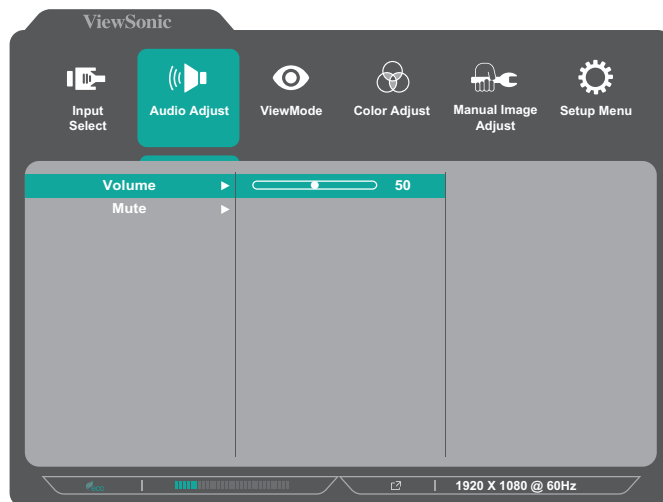 ViewSonic
Input
Select
Audio Adjust
ViewMode
Color Adjust
Manual Image
Adjust
Setup Menu
Volume
50
Mute
eco
1920 X 1080 @ 60Hz